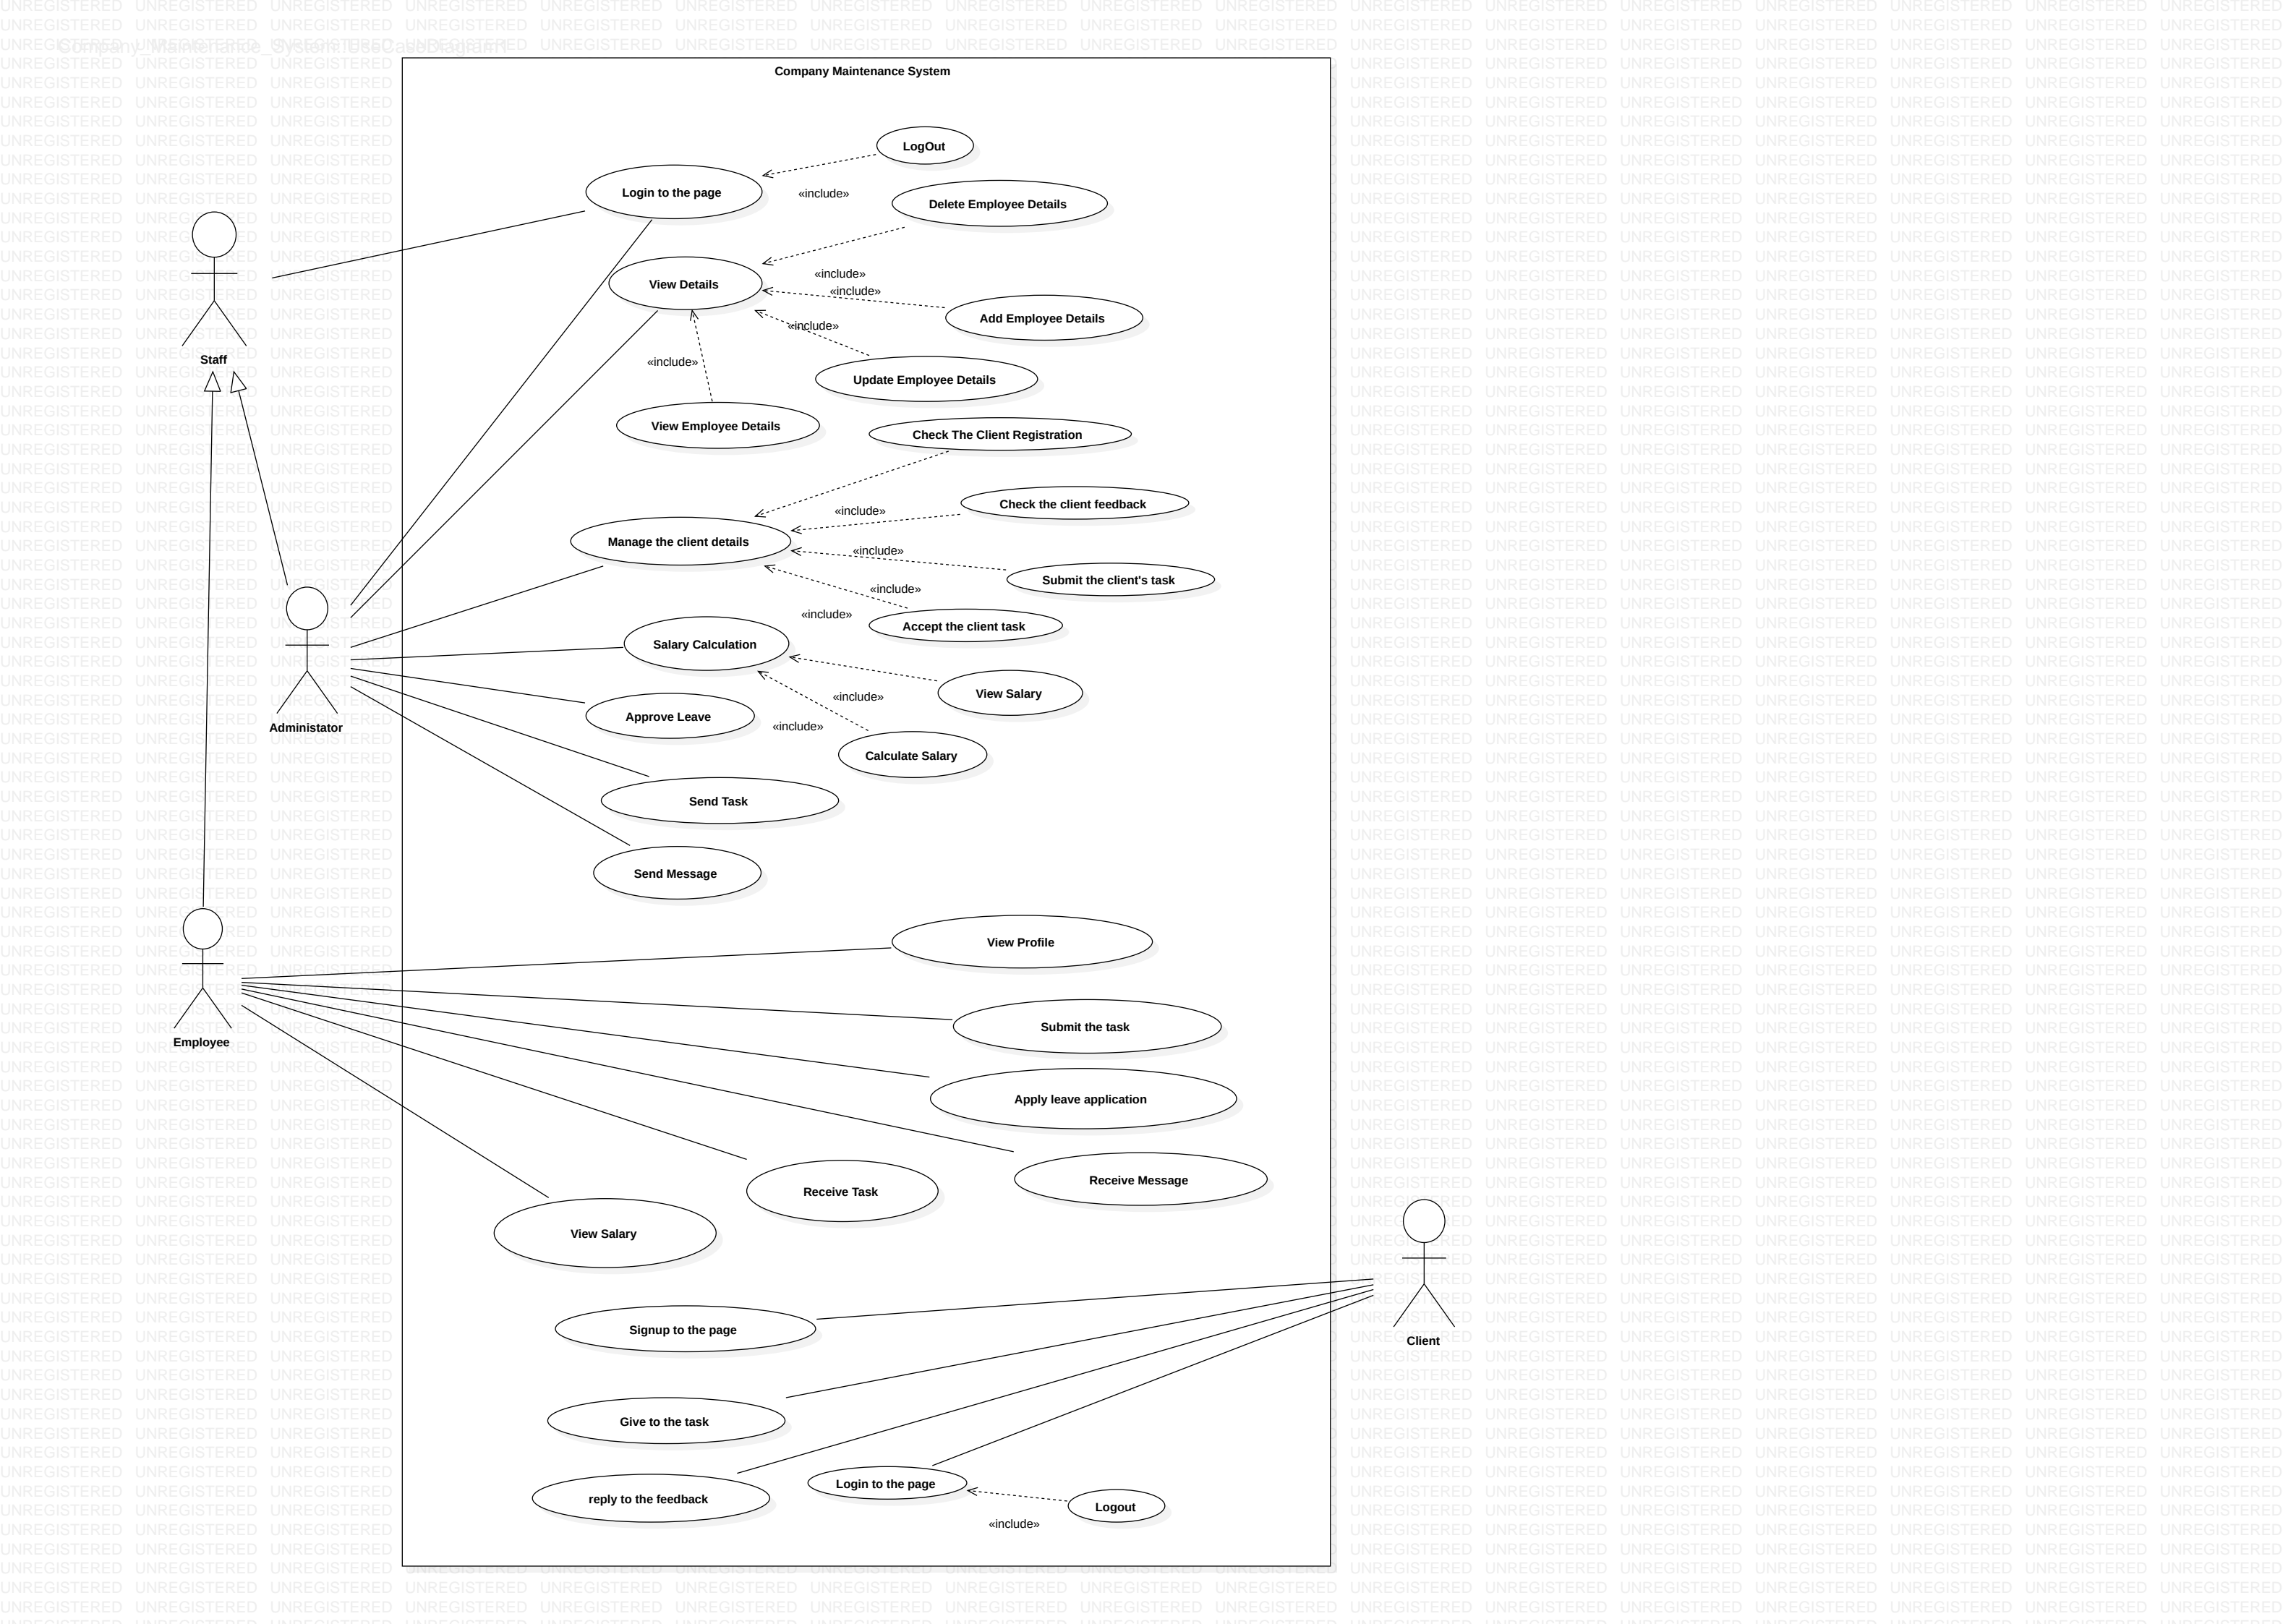 Company Maintenance System
LogOut
Login to the page
«include»
Delete Employee Details
View Details
«include»
«include»
Add Employee Details
«include»
Staff
«include»
Update Employee Details
View Employee Details
Check The Client Registration
Check the client feedback
«include»
Manage the client details
«include»
Submit the client's task
«include»
«include»
Accept the client task
Salary Calculation
View Salary
«include»
Approve Leave
«include»
Administator
Calculate Salary
Send Task
Send Message
View Profile
Submit the task
Employee
Apply leave application
Receive Message
Receive Task
View Salary
Signup to the page
Client
Give to the task
Login to the page
reply to the feedback
Logout
«include»
UNREGISTERED